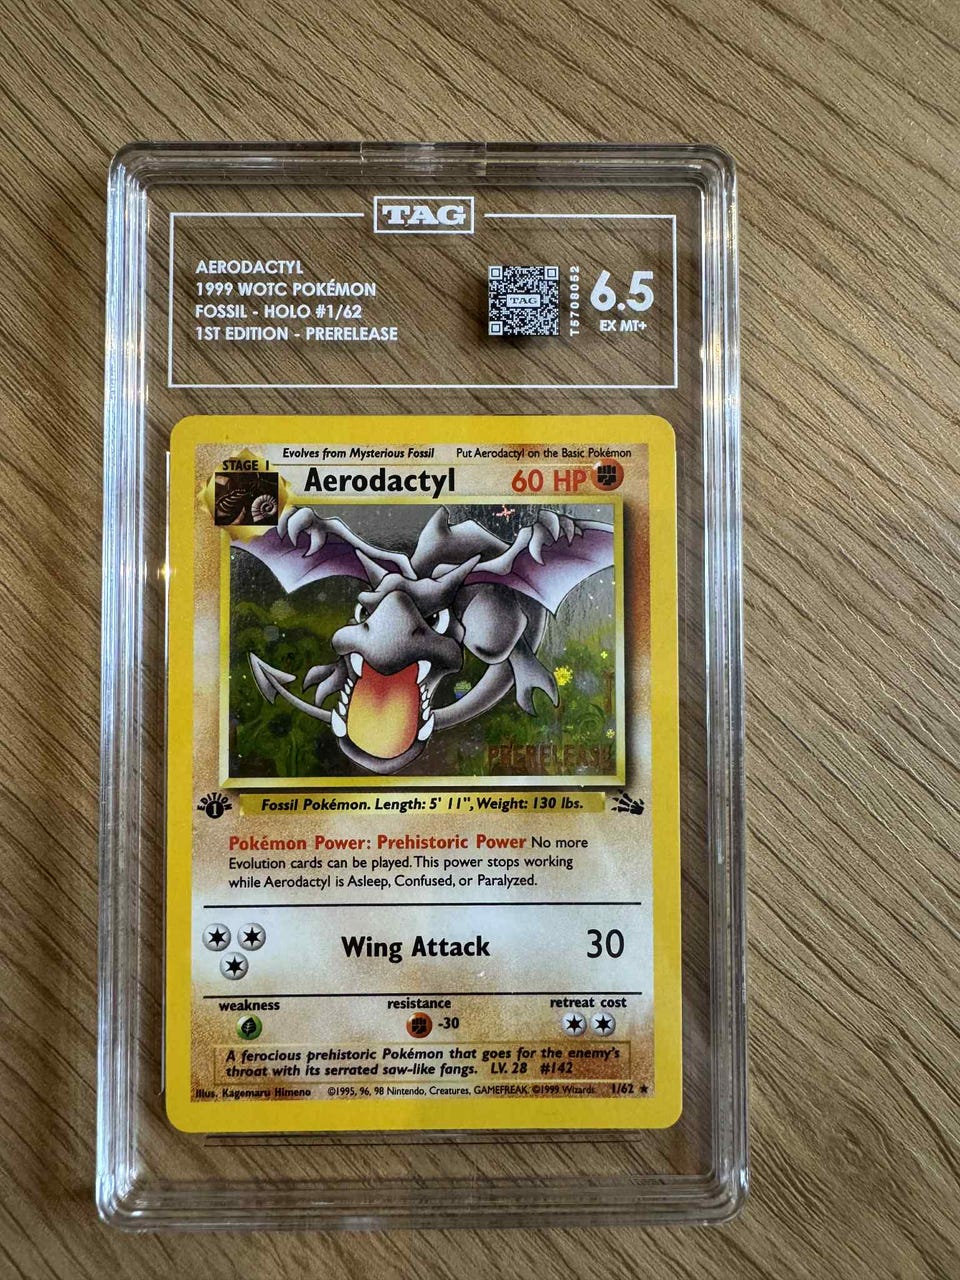 TAG
AERODACTYL
1999 WOTC POKÉMON
FOSSIL - HOLO #1/62
1ST EDITION - PRERELEASE
TAG
T5708052
6.5
EX MT+
Evolves from Mysterious Fossil Put Aerodactyl on the Basic Pokémon
STAGE 1
Aerodactyl 60 HP
PRERELEASE
EDITION
1
Fossil Pokémon. Length: 5' 11", Weight: 130 lbs.
Pokémon Power: Prehistoric Power No more
Evolution cards can be played. This power stops working
while Aerodactyl is Asleep, Confused, or Paralyzed.
Wing Attack 30
weakness resistance retreat cost
-30
A ferocious prehistoric Pokémon that goes for the enemy's
throat with its serrated saw-like fangs. LV. 28 #142
Illus. Kagemaru Himeno ©1995, 96, 98 Nintendo, Creatures, GAMEFREAK. ©1999 Wizards. 1/62 ★